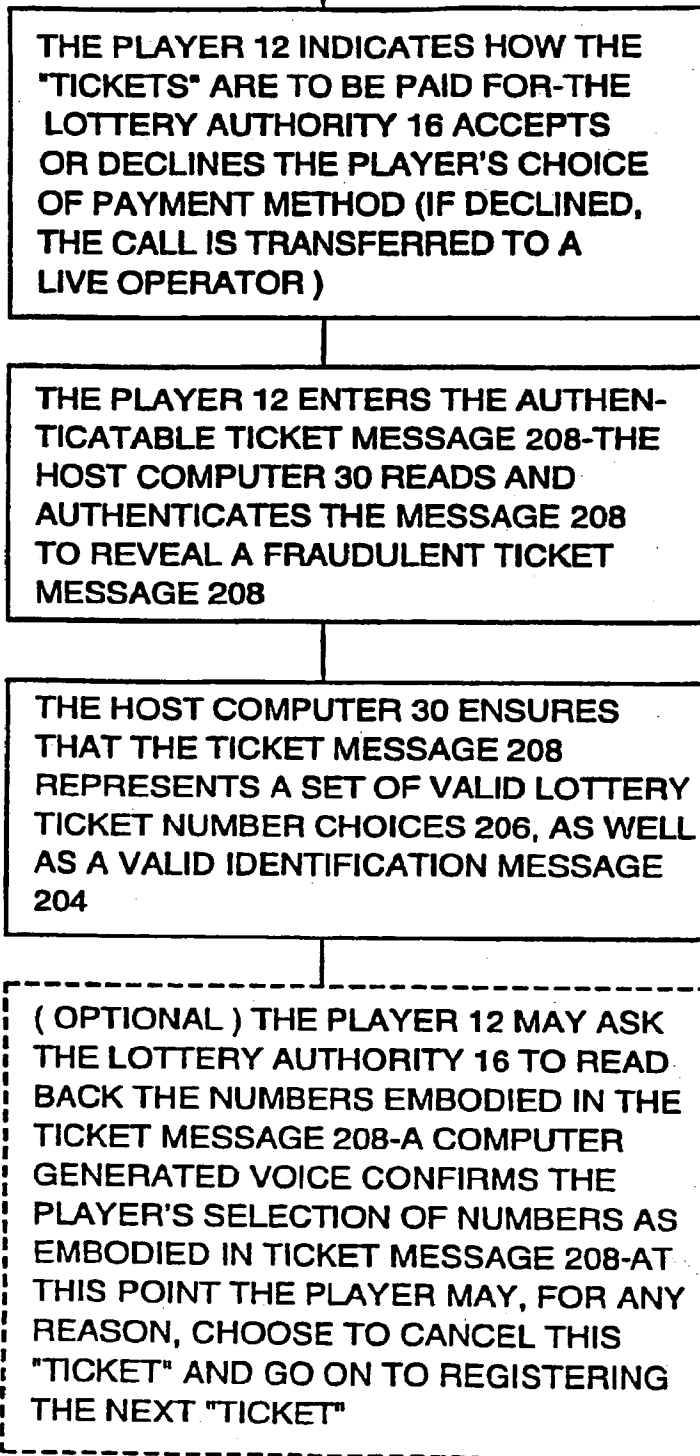 THE PLAYER 12 INDICATES HOW THE
"TICKETS" ARE TO BE PAID FOR-THE
LOTTERY AUTHORITY 16 ACCEPTS
OR DECLINES THE PLAYER'S CHOICE
OF PAYMENT METHOD (IF DECLINED,
THE CALL IS TRANSFERRED TO A
LIVE OPERATOR )
THE PLAYER 12 ENTERS THE AUTHEN-
TICATABLE TICKET MESSAGE 208-THE
HOST COMPUTER 30 READS AND
AUTHENTICATES THE MESSAGE 208
TO REVEAL A FRAUDULENT TICKET
MESSAGE 208
THE HOST COMPUTER 30 ENSURES
THAT THE TICKET MESSAGE 208
REPRESENTS A SET OF VALID LOTTERY
TICKET NUMBER CHOICES 206, AS WELL
AS A VALID IDENTIFICATION MESSAGE
204
( OPTIONAL ) THE PLAYER 12 MAY ASK
THE LOTTERY AUTHORITY 16 TO READ
BACK THE NUMBERS EMBODIED IN THE
TICKET MESSAGE 208-A COMPUTER
GENERATED VOICE CONFIRMS THE
PLAYER'S SELECTION OF NUMBERS AS
EMBODIED IN TICKET MESSAGE 208-AT
THIS POINT THE PLAYER MAY, FOR ANY
REASON, CHOOSE TO CANCEL THIS
"TICKET" AND GO ON TO REGISTERING
THE NEXT "TICKET"